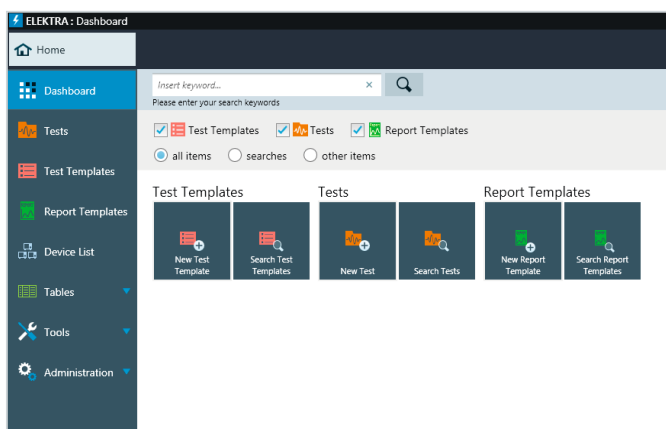 ELEKTRA : Dashboard
Home
Dashboard
Tests
Test Templates
Report Templates
Device List
Tables
Tools
Administration
Insert keyword...
Please enter your search keywords
Test Templates Tests Report Templates
all items searches other items
Test Templates Tests Report Templates
New Test
Template
Search Test
Templates
New Test
Search Tests
New Report
Template
Search Report
Templates